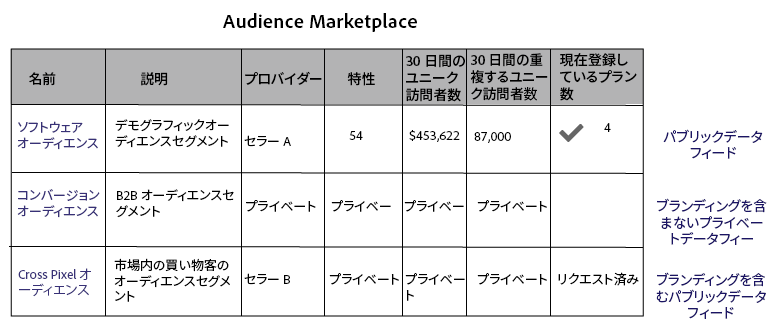 Audience Marketplace
名前
説明
プロバイダー
特性
30 日間の
ユニーク
訪問者数
30 日間の重
複するユニー
ク訪問者数
現在登録し
ているプラン
数
ソフトウェア
オーディエンス
デモグラフィックオー
ディエンスセグメント
セラー A
54
$453,622
87,000
4
パブリックデータ
フィード
コンバージョン
オーディエンス
B2B オーディエンスセ
グメント
プライベート
プライベー
プライベー
プライベート
ブランディングを含
まないプライベー
トデータフィー
Cross Pixel オ
ーディエンス
市場内の買い物客の
オーディエンスセグメ
ント
セラー B
プライベート
プライベー
ト
プライベート
リクエスト済み
ブランディングを含
むパブリックデータ
フィード